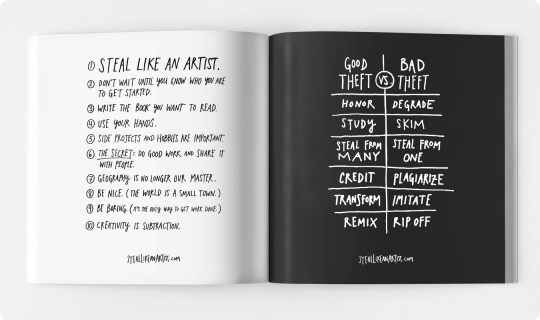 ① STEAL LIKE AN ARTIST.
② DON'T WAIT UNTIL YOU KNOW WHO YOU ARE
TO GET STARTED.
③ WRITE THE BOOK YOU WANT TO READ.
④ USE YOUR HANDS.
⑤ SIDE PROJECTS AND HOBBIES ARE IMPORTANT
⑥ THE SECRET: DO GOOD WORK AND SHARE IT
WITH PEOPLE.
⑦ GEOGRAPHY IS NO LONGER OUR MASTER.
⑧ BE NICE. (THE WORLD IS A SMALL TOWN.)
⑨ BE BORING. (IT'S THE ONLY WAY TO GET WORK DONE.)
⑩ CREATIVITY IS SUBTRACTION.
STEALLIKEANARTIST.com
GOOD THEFT VS BAD THEFT
HONOR DEGRADE
STUDY SKIM
STEAL FROM MANY STEAL FROM ONE
CREDIT PLAGIARIZE
TRANSFORM IMITATE
REMIX RIP OFF
STEALLIKEANARTIST.com